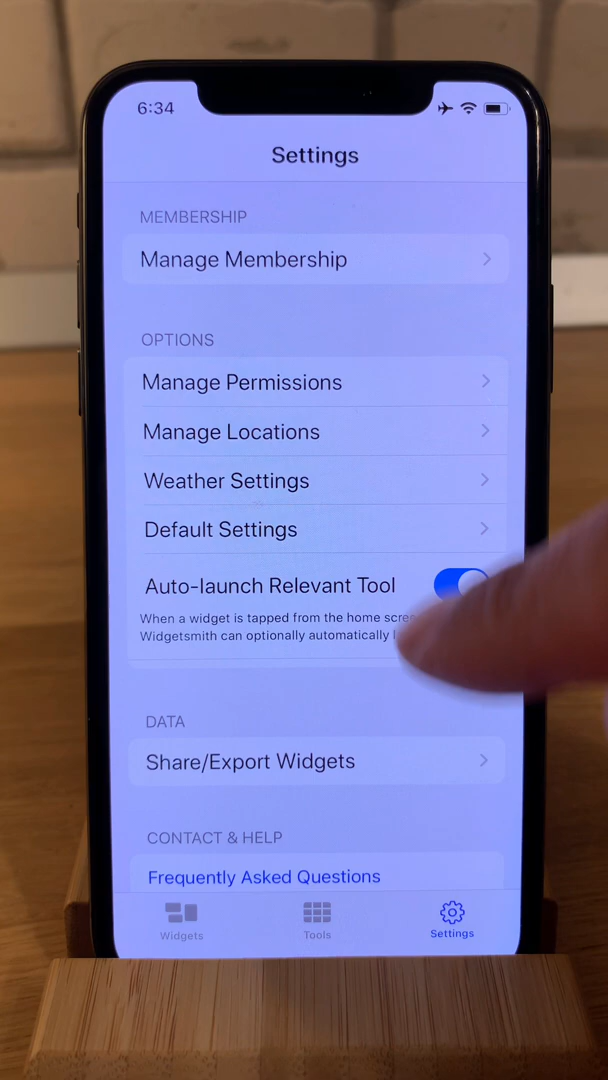 6:34
Settings
MEMBERSHIP
Manage Membership
OPTIONS
Manage Permissions
Manage Locations
Weather Settings
Default Settings
Auto-launch Relevant Tool
When a widget is tapped from the home
Widgetsmith can optionally automatically
DATA
Share/Export Widgets
CONTACT & HELP
Frequently Asked Questions
Widgets
Tools
Settings